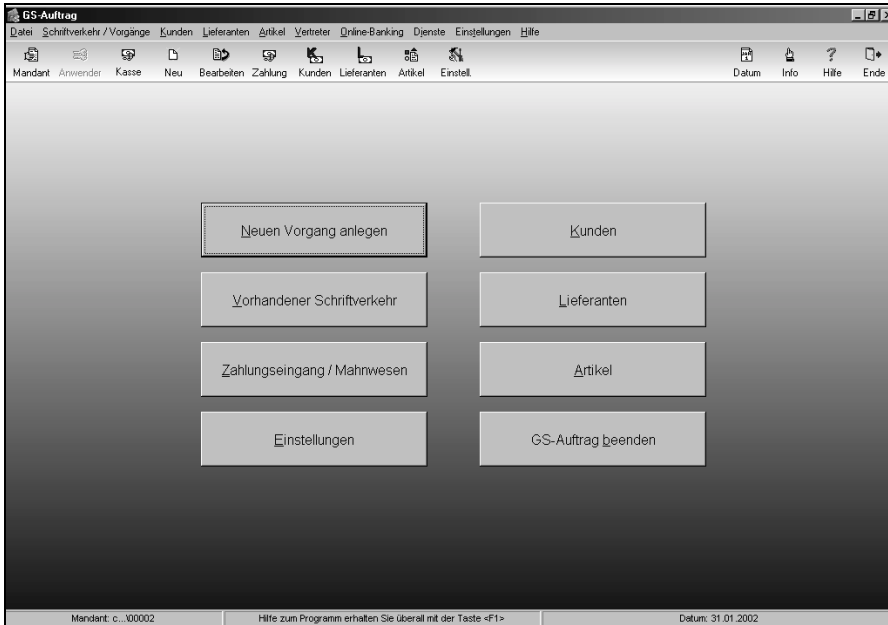 GS-Auftrag
Datei Schriftverkehr / Vorgänge Kunden Lieferanten Artikel Vertreter Online-Banking Dienste Einstellungen Hilfe
Mandant Anwender Kasse Neu Bearbeiten Zahlung Kunden Lieferanten Artikel Einstell. Datum Info Hilfe Ende
Neuen Vorgang anlegen Kunden
Vorhandener Schriftverkehr Lieferanten
Zahlungseingang / Mahnwesen Artikel
Einstellungen GS-Auftrag beenden
Mandant: c...\00002 Hilfe zum Programm erhalten Sie überall mit der Taste <F1> Datum: 31.01.2002